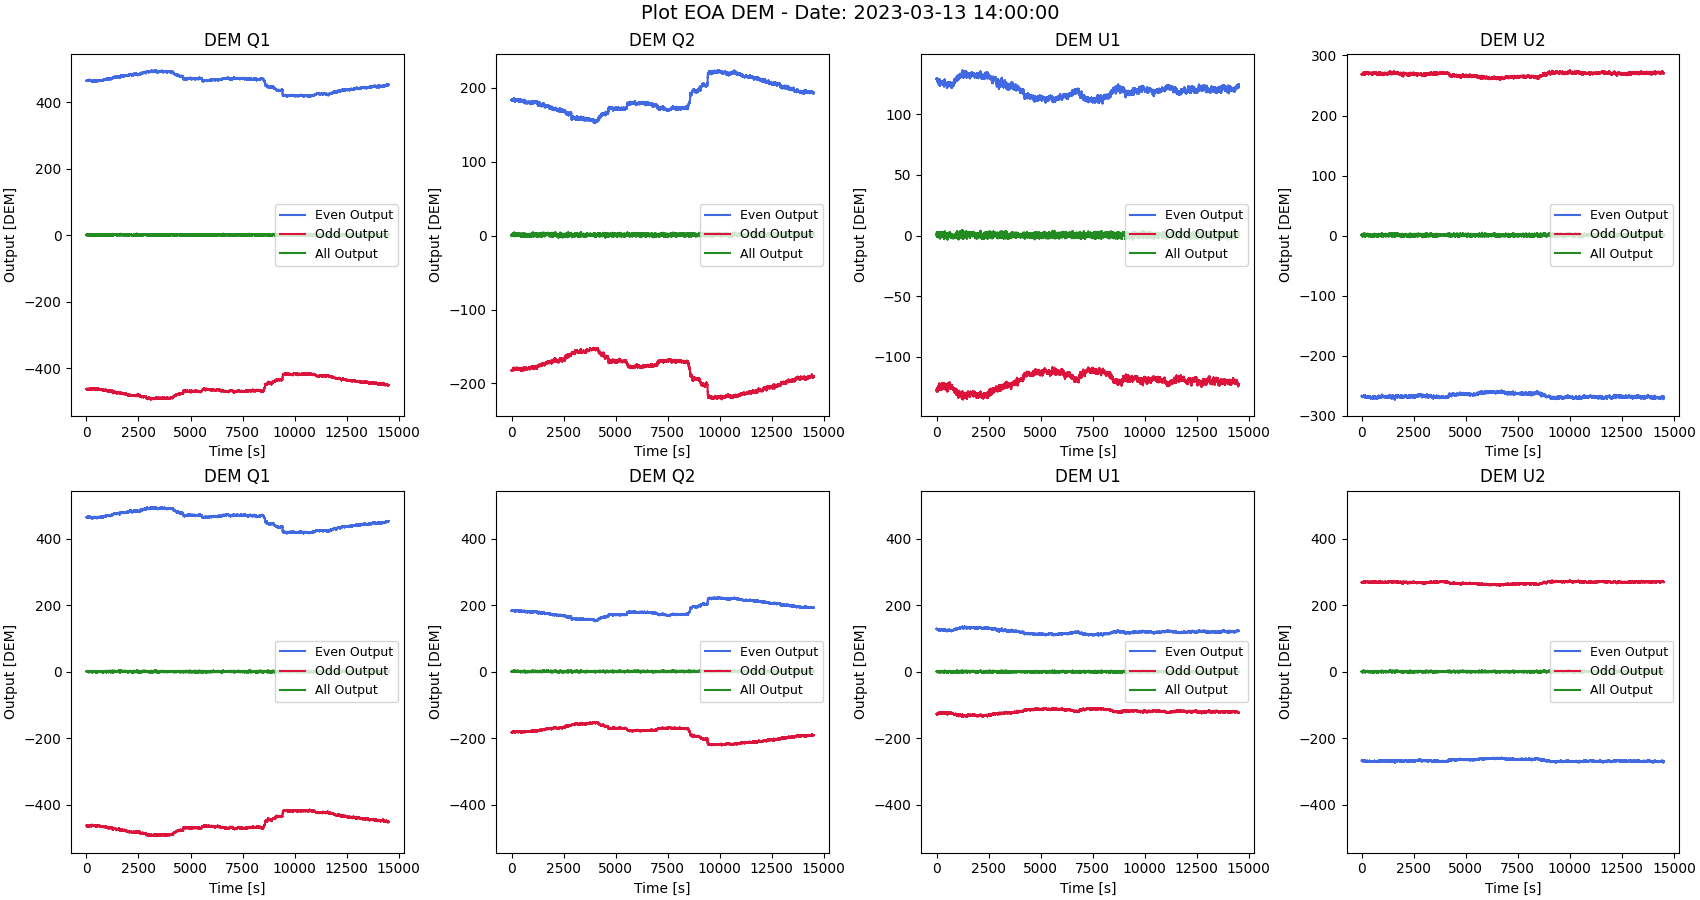 Plot EOA DEM - Date: 2023-03-13 14:00:00
DEM Q1
Output [DEM]
400
200
0
−200
−400
Even Output
Odd Output
All Output
0 2500 5000 7500 10000 12500 15000
Time [s]
DEM Q2
Output [DEM]
200
100
0
−100
−200
Even Output
Odd Output
All Output
0 2500 5000 7500 10000 12500 15000
Time [s]
DEM U1
Output [DEM]
100
50
0
−50
−100
Even Output
Odd Output
All Output
0 2500 5000 7500 10000 12500 15000
Time [s]
DEM U2
Output [DEM]
300
200
100
0
−100
−200
−300
Even Output
Odd Output
All Output
0 2500 5000 7500 10000 12500 15000
Time [s]
DEM Q1
Output [DEM]
400
200
0
−200
−400
Even Output
Odd Output
All Output
0 2500 5000 7500 10000 12500 15000
Time [s]
DEM Q2
Output [DEM]
400
200
0
−200
−400
Even Output
Odd Output
All Output
0 2500 5000 7500 10000 12500 15000
Time [s]
DEM U1
Output [DEM]
400
200
0
−200
−400
Even Output
Odd Output
All Output
0 2500 5000 7500 10000 12500 15000
Time [s]
DEM U2
Output [DEM]
400
200
0
−200
−400
Even Output
Odd Output
All Output
0 2500 5000 7500 10000 12500 15000
Time [s]